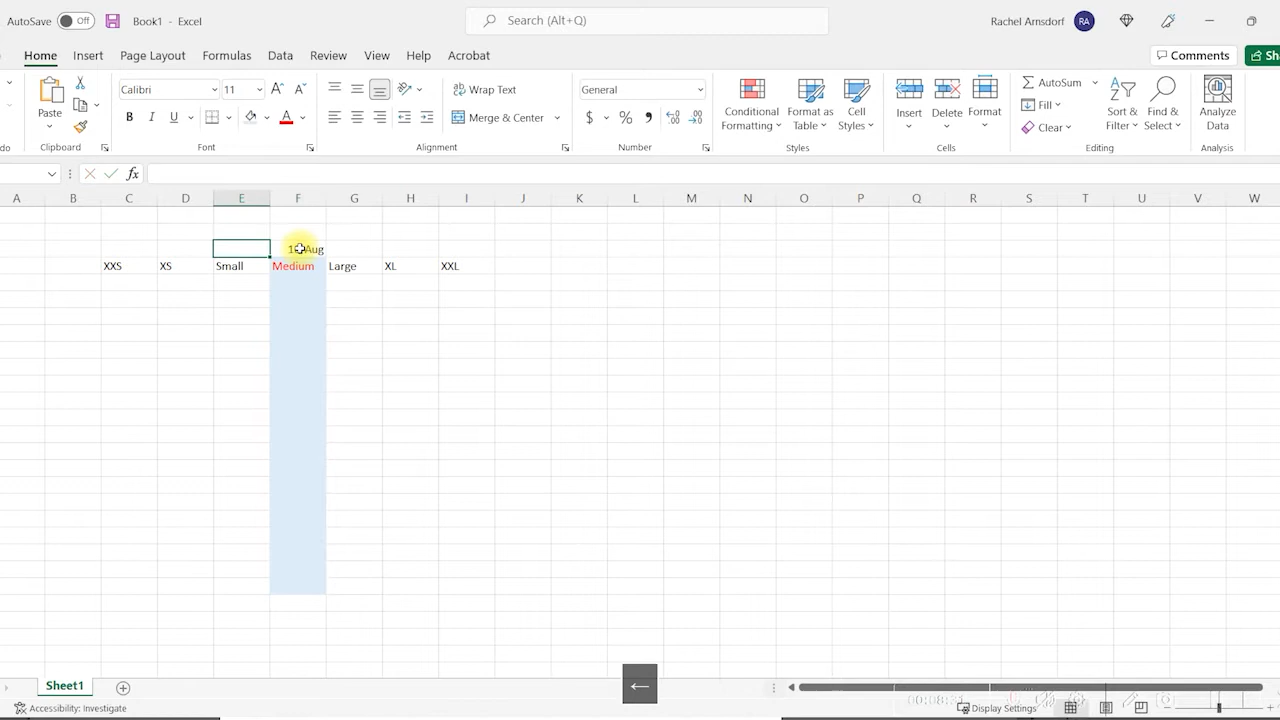 AutoSave Off Book1 - Excel Search (Alt+Q) Rachel Arnsdorf RA
Home Insert Page Layout Formulas Data Review View Help Acrobat Comments
Calibri 11 Wrap Text General AutoSum
Paste Merge & Center Conditional Formatting Format as Table Cell Styles Insert Delete Format Fill Sort & Filter Find & Select Analyze Data
Clear
Clipboard Font Alignment Number Styles Cells Editing Analysis
A B C D E F G H I J K L M N O P Q R S T U V W
Aug
XXS XS Small Medium Large XL XXL
Sheet1
Accessibility: Investigate Display Settings